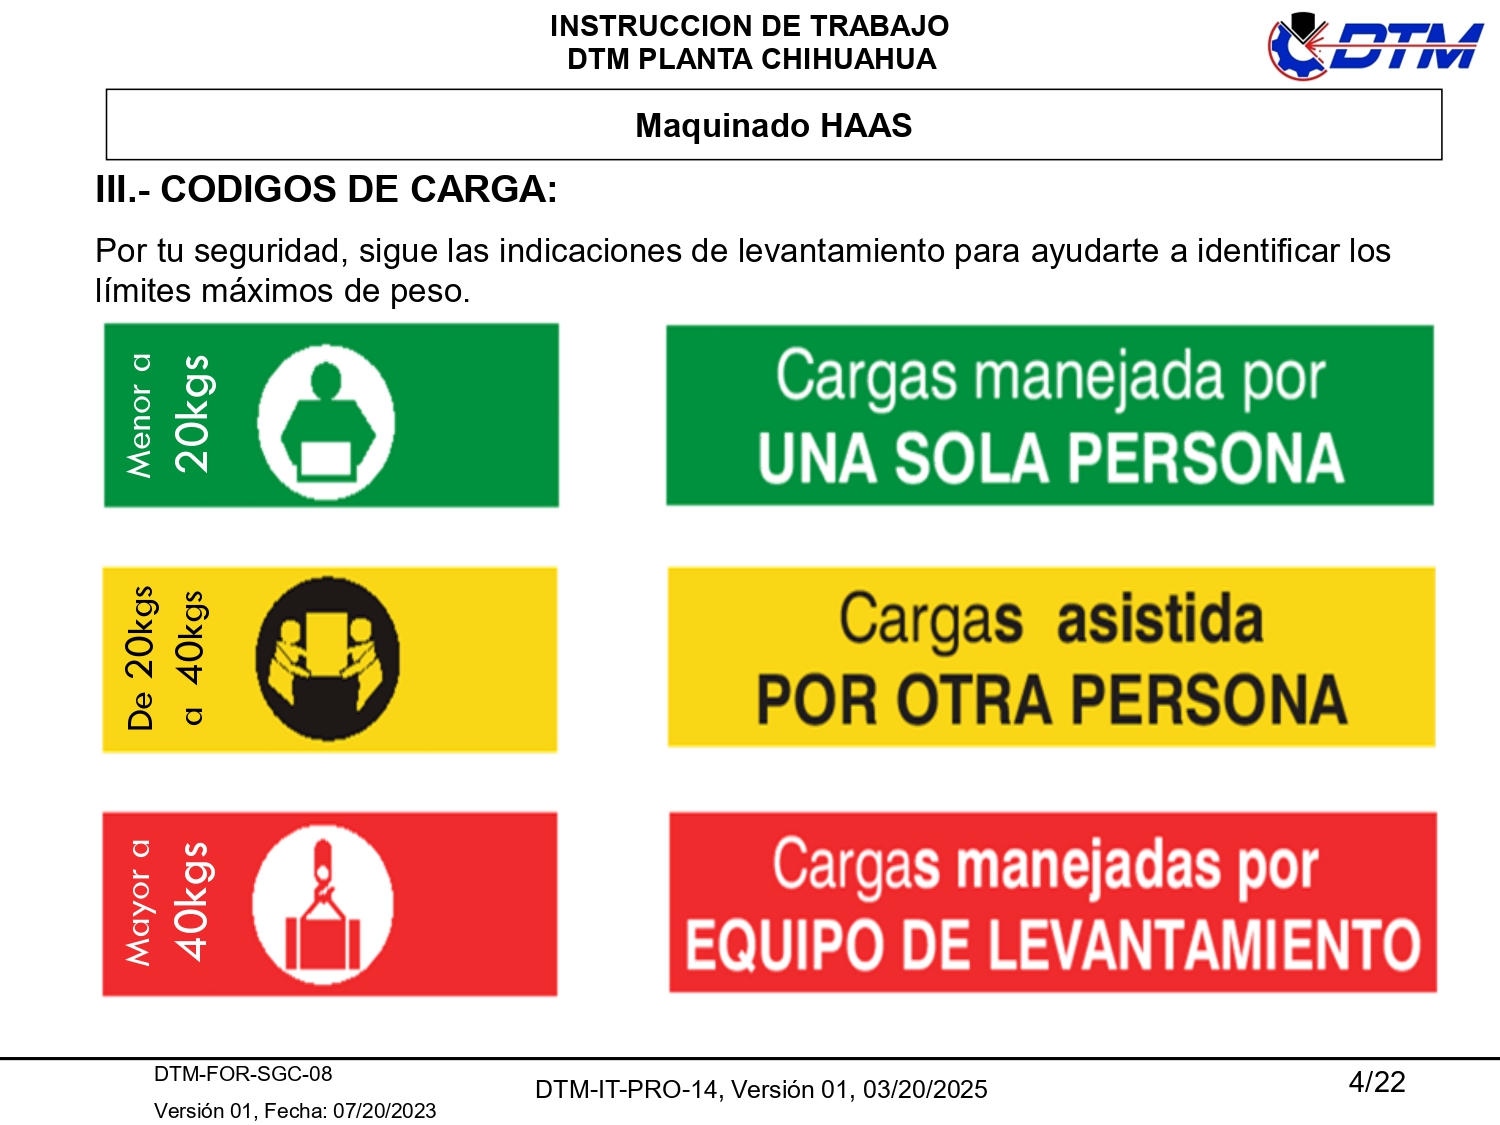 INSTRUCCION DE TRABAJO
DTM PLANTA CHIHUAHUA
DTM
Maquinado HAAS
III.- CODIGOS DE CARGA:
Por tu seguridad, sigue las indicaciones de levantamiento para ayudarte a identificar los
límites máximos de peso.
Menor a
20kgs
Cargas manejada por
UNA SOLA PERSONA
De 20kgs
a 40kgs
Cargas asistida
POR OTRA PERSONA
Mayor a
40kgs
Cargas manejadas por
EQUIPO DE LEVANTAMIENTO
DTM-FOR-SGC-08
Versión 01, Fecha: 07/20/2023
DTM-IT-PRO-14, Versión 01, 03/20/2025
4/22